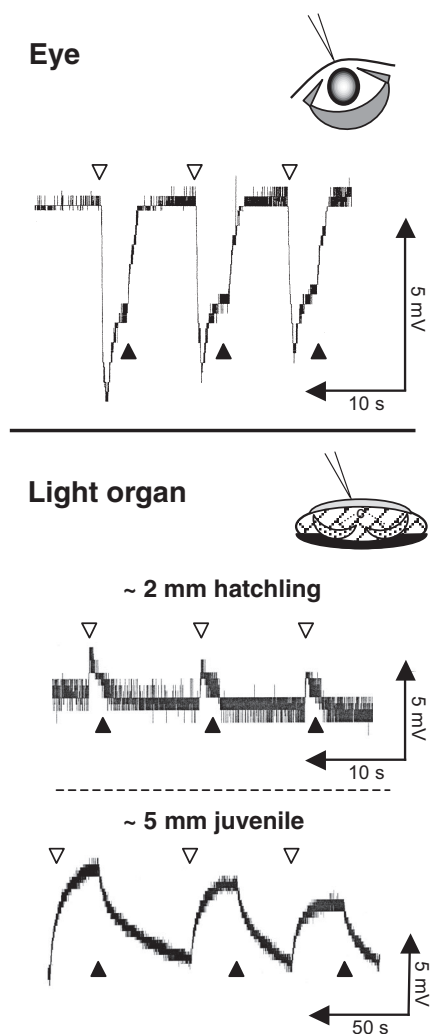 Eye
5 mV
10 s
Light organ
~ 2 mm hatchling
5 mV
10 s
~ 5 mm juvenile
5 mV
50 s